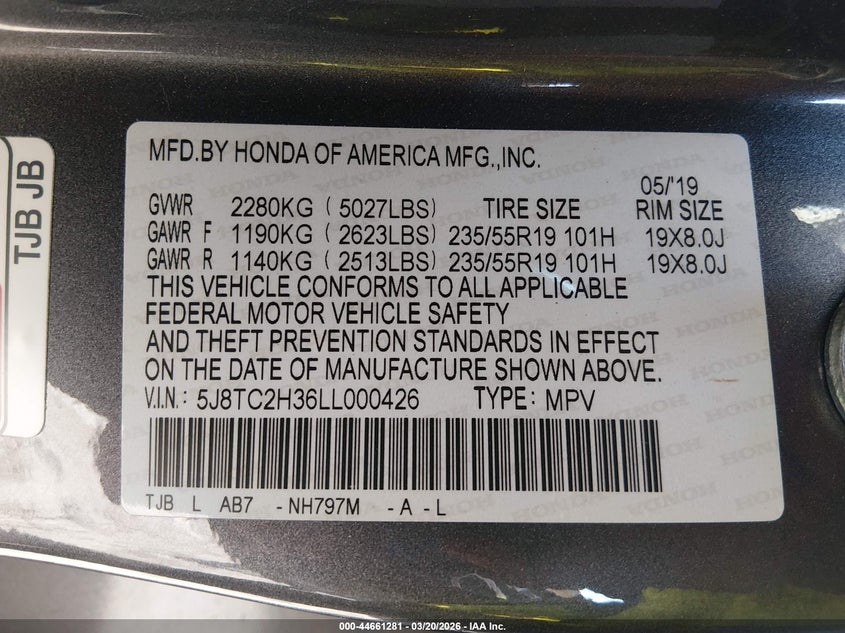 TJB JB
MFD.BY HONDA OF AMERICA MFG.,INC.
05/'19
GVWR 2280KG ( 5027LBS) TIRE SIZE RIM SIZE
GAWR F 1190KG ( 2623LBS) 235/55R19 101H 19X8.0J
GAWR R 1140KG ( 2513LBS) 235/55R19 101H 19X8.0J
THIS VEHICLE CONFORMS TO ALL APPLICABLE
FEDERAL MOTOR VEHICLE SAFETY
AND THEFT PREVENTION STANDARDS IN EFFECT
ON THE DATE OF MANUFACTURE SHOWN ABOVE.
V.I.N.: 5J8TC2H36LL000426 TYPE: MPV
TJB L AB7 -NH797M -A -L
000-44661281 - 03/20/2026 - IAA Inc.